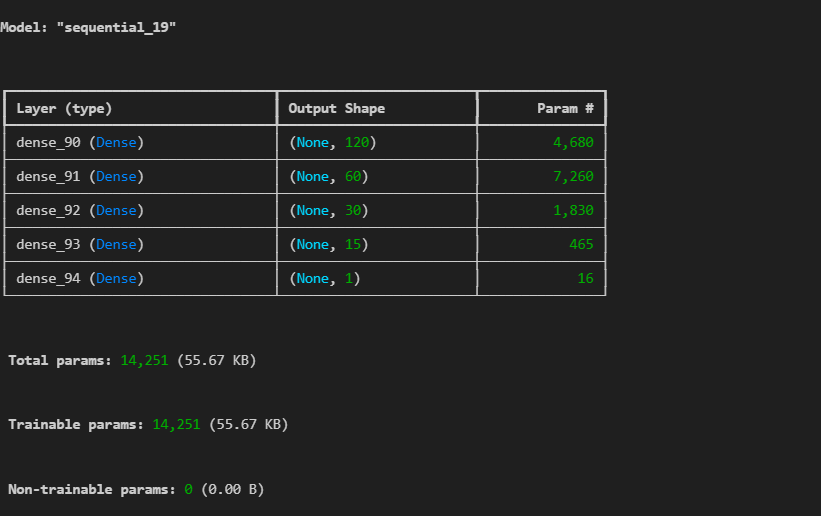 Model: "sequential_19"
Layer (type) Output Shape Param #
dense_90 (Dense) (None, 120) 4,680
dense_91 (Dense) (None, 60) 7,260
dense_92 (Dense) (None, 30) 1,830
dense_93 (Dense) (None, 15) 465
dense_94 (Dense) (None, 1) 16
Total params: 14,251 (55.67 KB)
Trainable params: 14,251 (55.67 KB)
Non-trainable params: 0 (0.00 B)